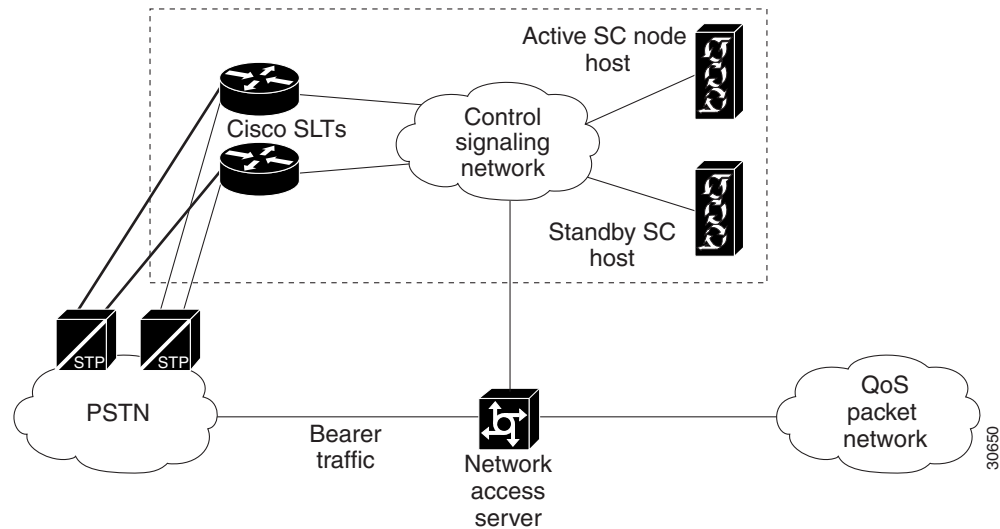 Active SC node
host
Cisco SLTs
Control
signaling
network
Standby SC
host
STP
STP
PSTN
Bearer
traffic
Network
access
server
QoS
packet
network
30650